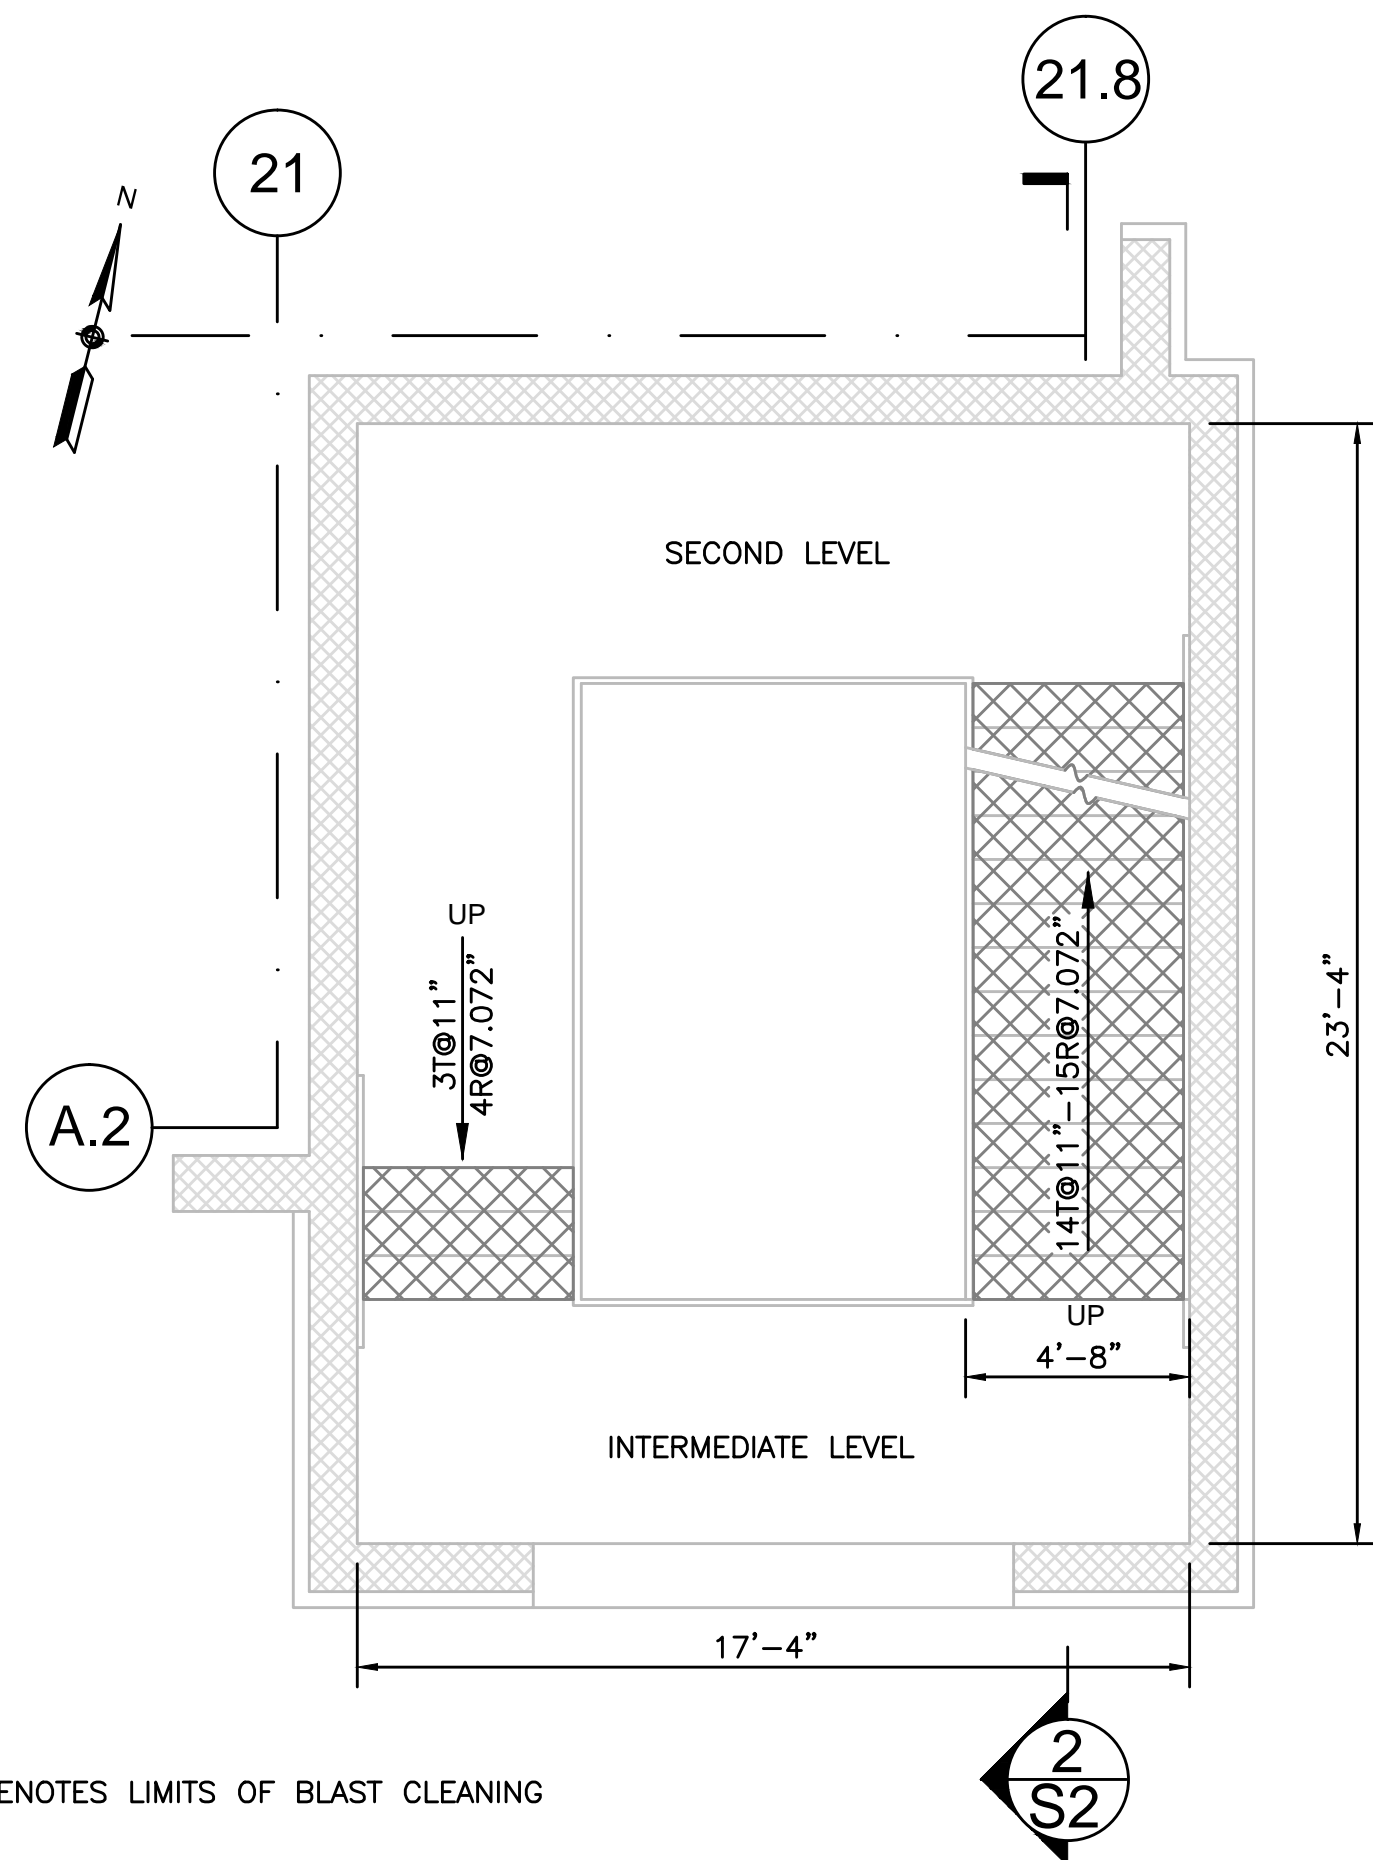 21.8
21
N
SECOND LEVEL
UP
3T@11"
4R@7.072"
14T@11"-15R@7.072"
23'-4"
A.2
UP
4'-8"
INTERMEDIATE LEVEL
17'-4"
2
S2
ENOTES LIMITS OF BLAST CLEANING